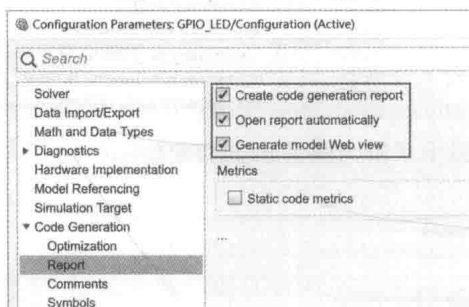 Configuration Parameters: GPIO_LED/Configuration (Active)
Search
Solver
Data Import/Export
Math and Data Types
Diagnostics
Hardware Implementation
Model Referencing
Simulation Target
Code Generation
Optimization
Report
Comments
Symbols
Create code generation report
Open report automatically
Generate model Web view
Metrics
Static code metrics
...